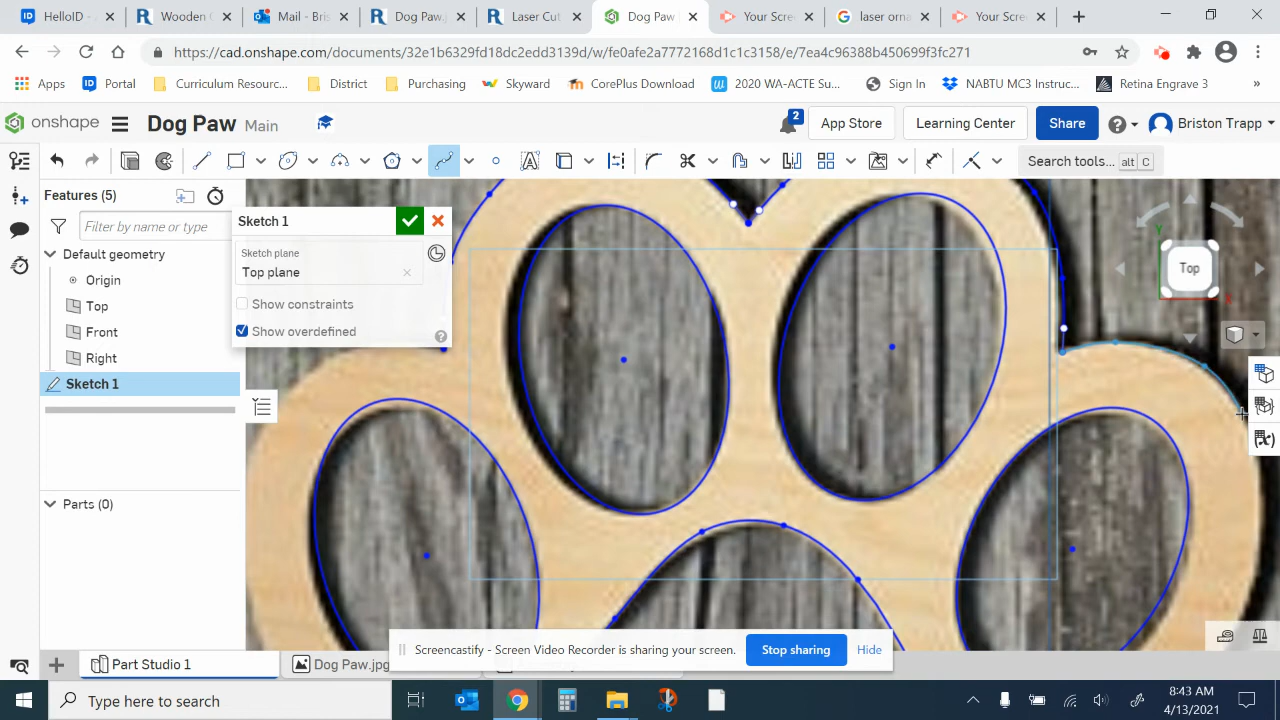 HelloID -
Wooden
Mail - Bris
Dog Paw.j
Laser Cut
Dog Paw
Your Scre
laser orna
Your Scre
https://cad.onshape.com/documents/32e1b6329fd18dc2edd3139d/w/fe0afe2a7772168d1c1c3158/e/7ea4c96388b450699f3fc271
Apps
Portal
Curriculum Resourc...
District
Purchasing
Skyward
CorePlus Download
2020 WA-ACTE Su...
Sign In
NABTU MC3 Instruc...
Retina Engrave 3
»
onshape
Dog Paw Main
2
App Store
Learning Center
Share
Briston Trapp
Search tools... alt C
Features (5)
Filter by name or type
Default geometry
Origin
Top
Front
Right
Sketch 1
Parts (0)
Sketch 1
Sketch plane
Top plane
Show constraints
Show overdefined
Y
Top
X
Screencastify - Screen Video Recorder is sharing your screen.
Stop sharing
Hide
Part Studio 1
Dog Paw.jpg
Type here to search
8:43 AM
4/13/2021